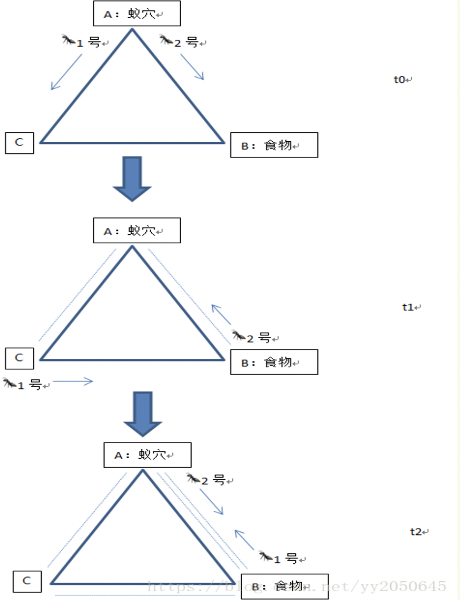 A：蚁穴
1 号
2 号
t0
C
B：食物
A：蚁穴
t1
2 号
C
B：食物
1 号
A：蚁穴
2 号
t2
1 号
C
B：食物
https://blog.csdn.net/yy2050645